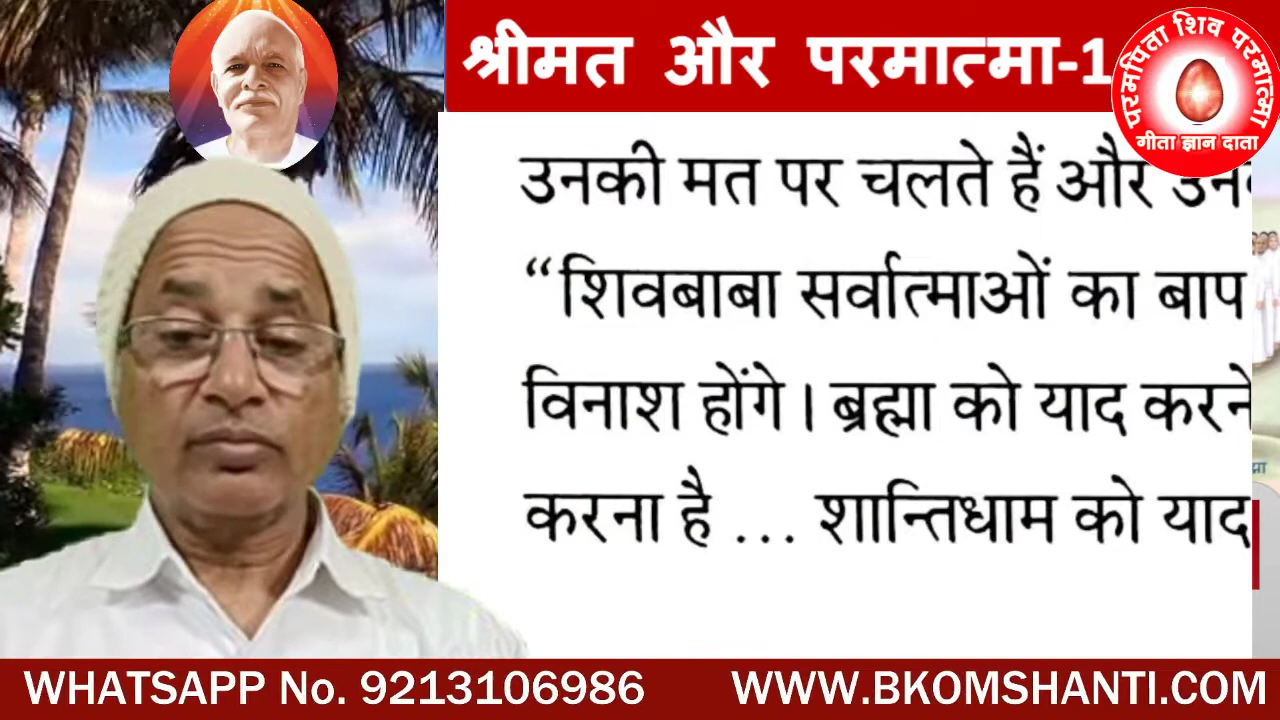 श्रीमत और परमात्मा-1
परमपिता शिव परमात्मा
गीता ज्ञान दाता
उनकी मत पर चलते हैं और
“शिवबाबा सर्वात्माओं का बाप
विनाश होंगे। ब्रह्मा को याद करने
करना है ... शान्तिधाम को याद
WHATSAPP No. 9213106986
WWW.BKOMSHANTI.COM